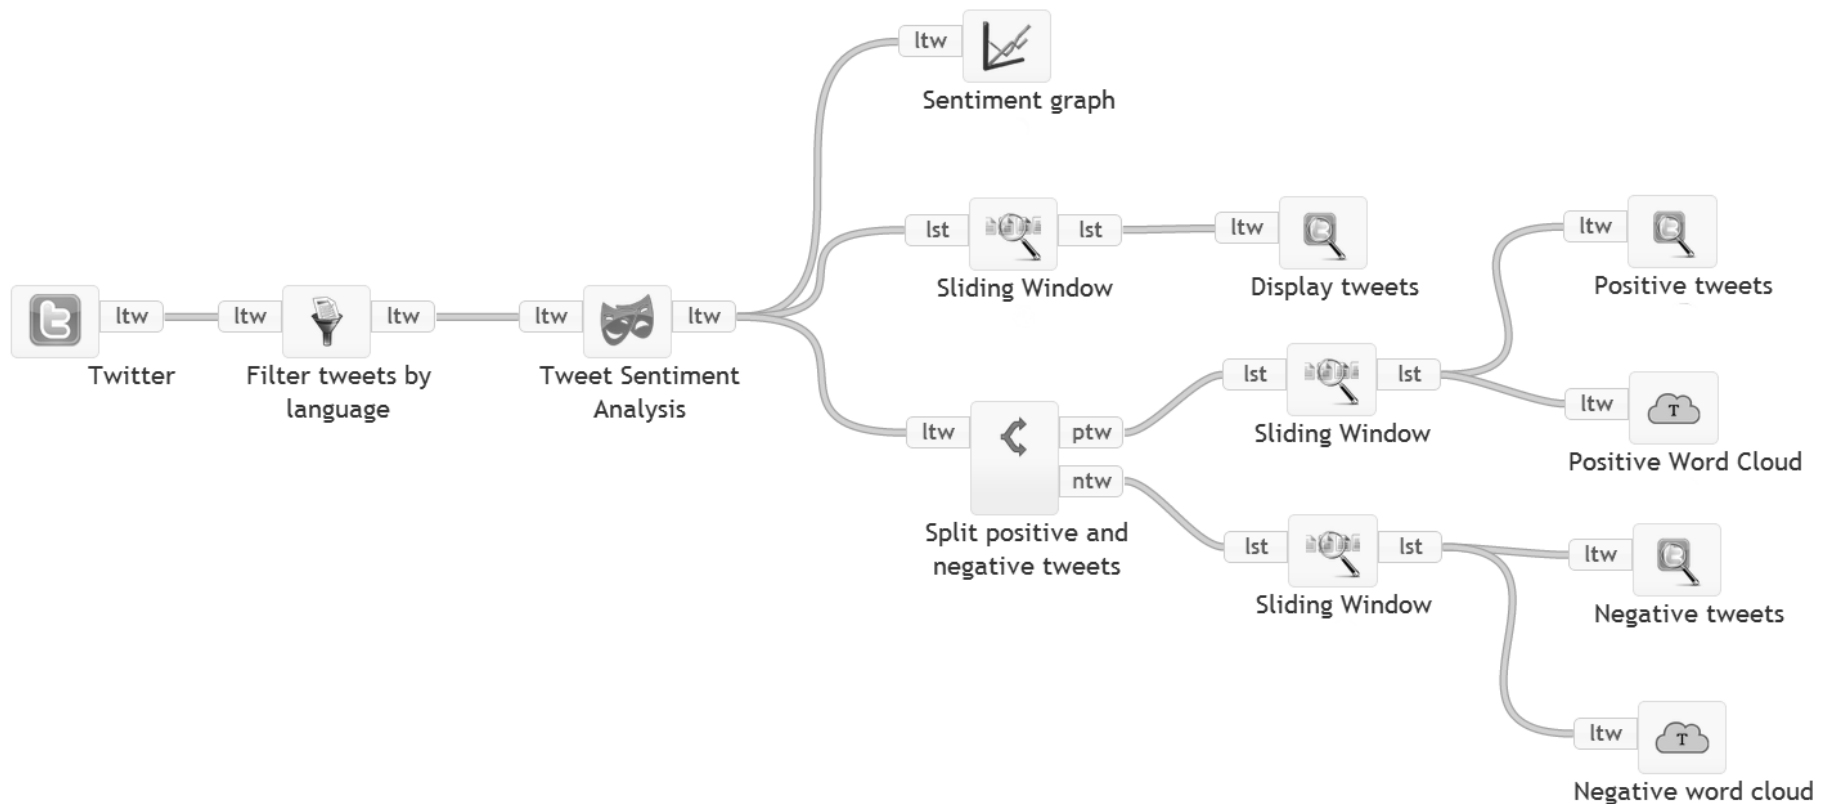 ltw
Sentiment graph
lst
lst
Sliding Window
ltw
Display tweets
ltw
Positive tweets
ltw
Twitter
ltw
ltw
Filter tweets by
language
ltw
ltw
Tweet Sentiment
Analysis
lst
lst
Sliding Window
ltw
T
Positive Word Cloud
ltw
ptw
ntw
Split positive and
negative tweets
lst
lst
Sliding Window
ltw
Negative tweets
ltw
T
Negative word cloud